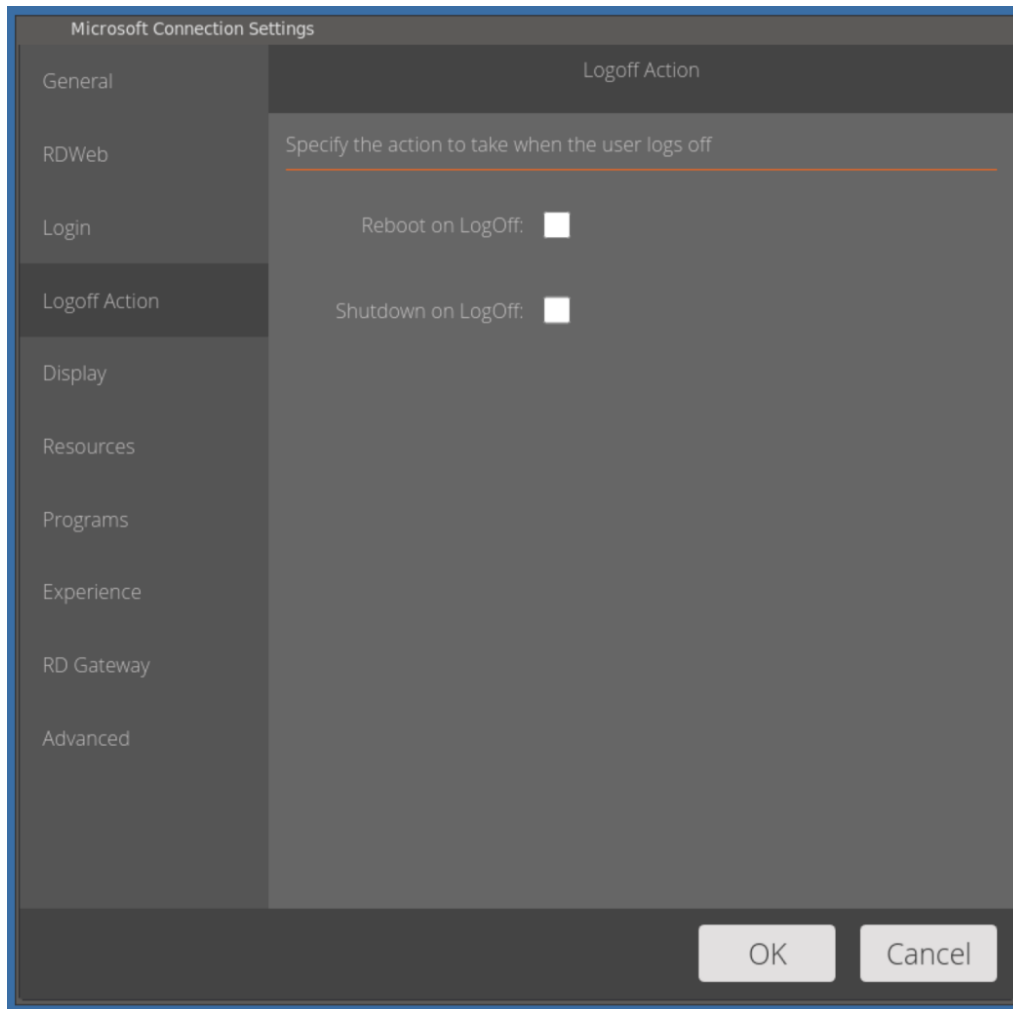 Microsoft Connection Settings
General
RDWeb
Login
Logoff Action
Display
Resources
Programs
Experience
RD Gateway
Advanced
Logoff Action
Specify the action to take when the user logs off
Reboot on LogOff:
Shutdown on LogOff:
OK
Cancel